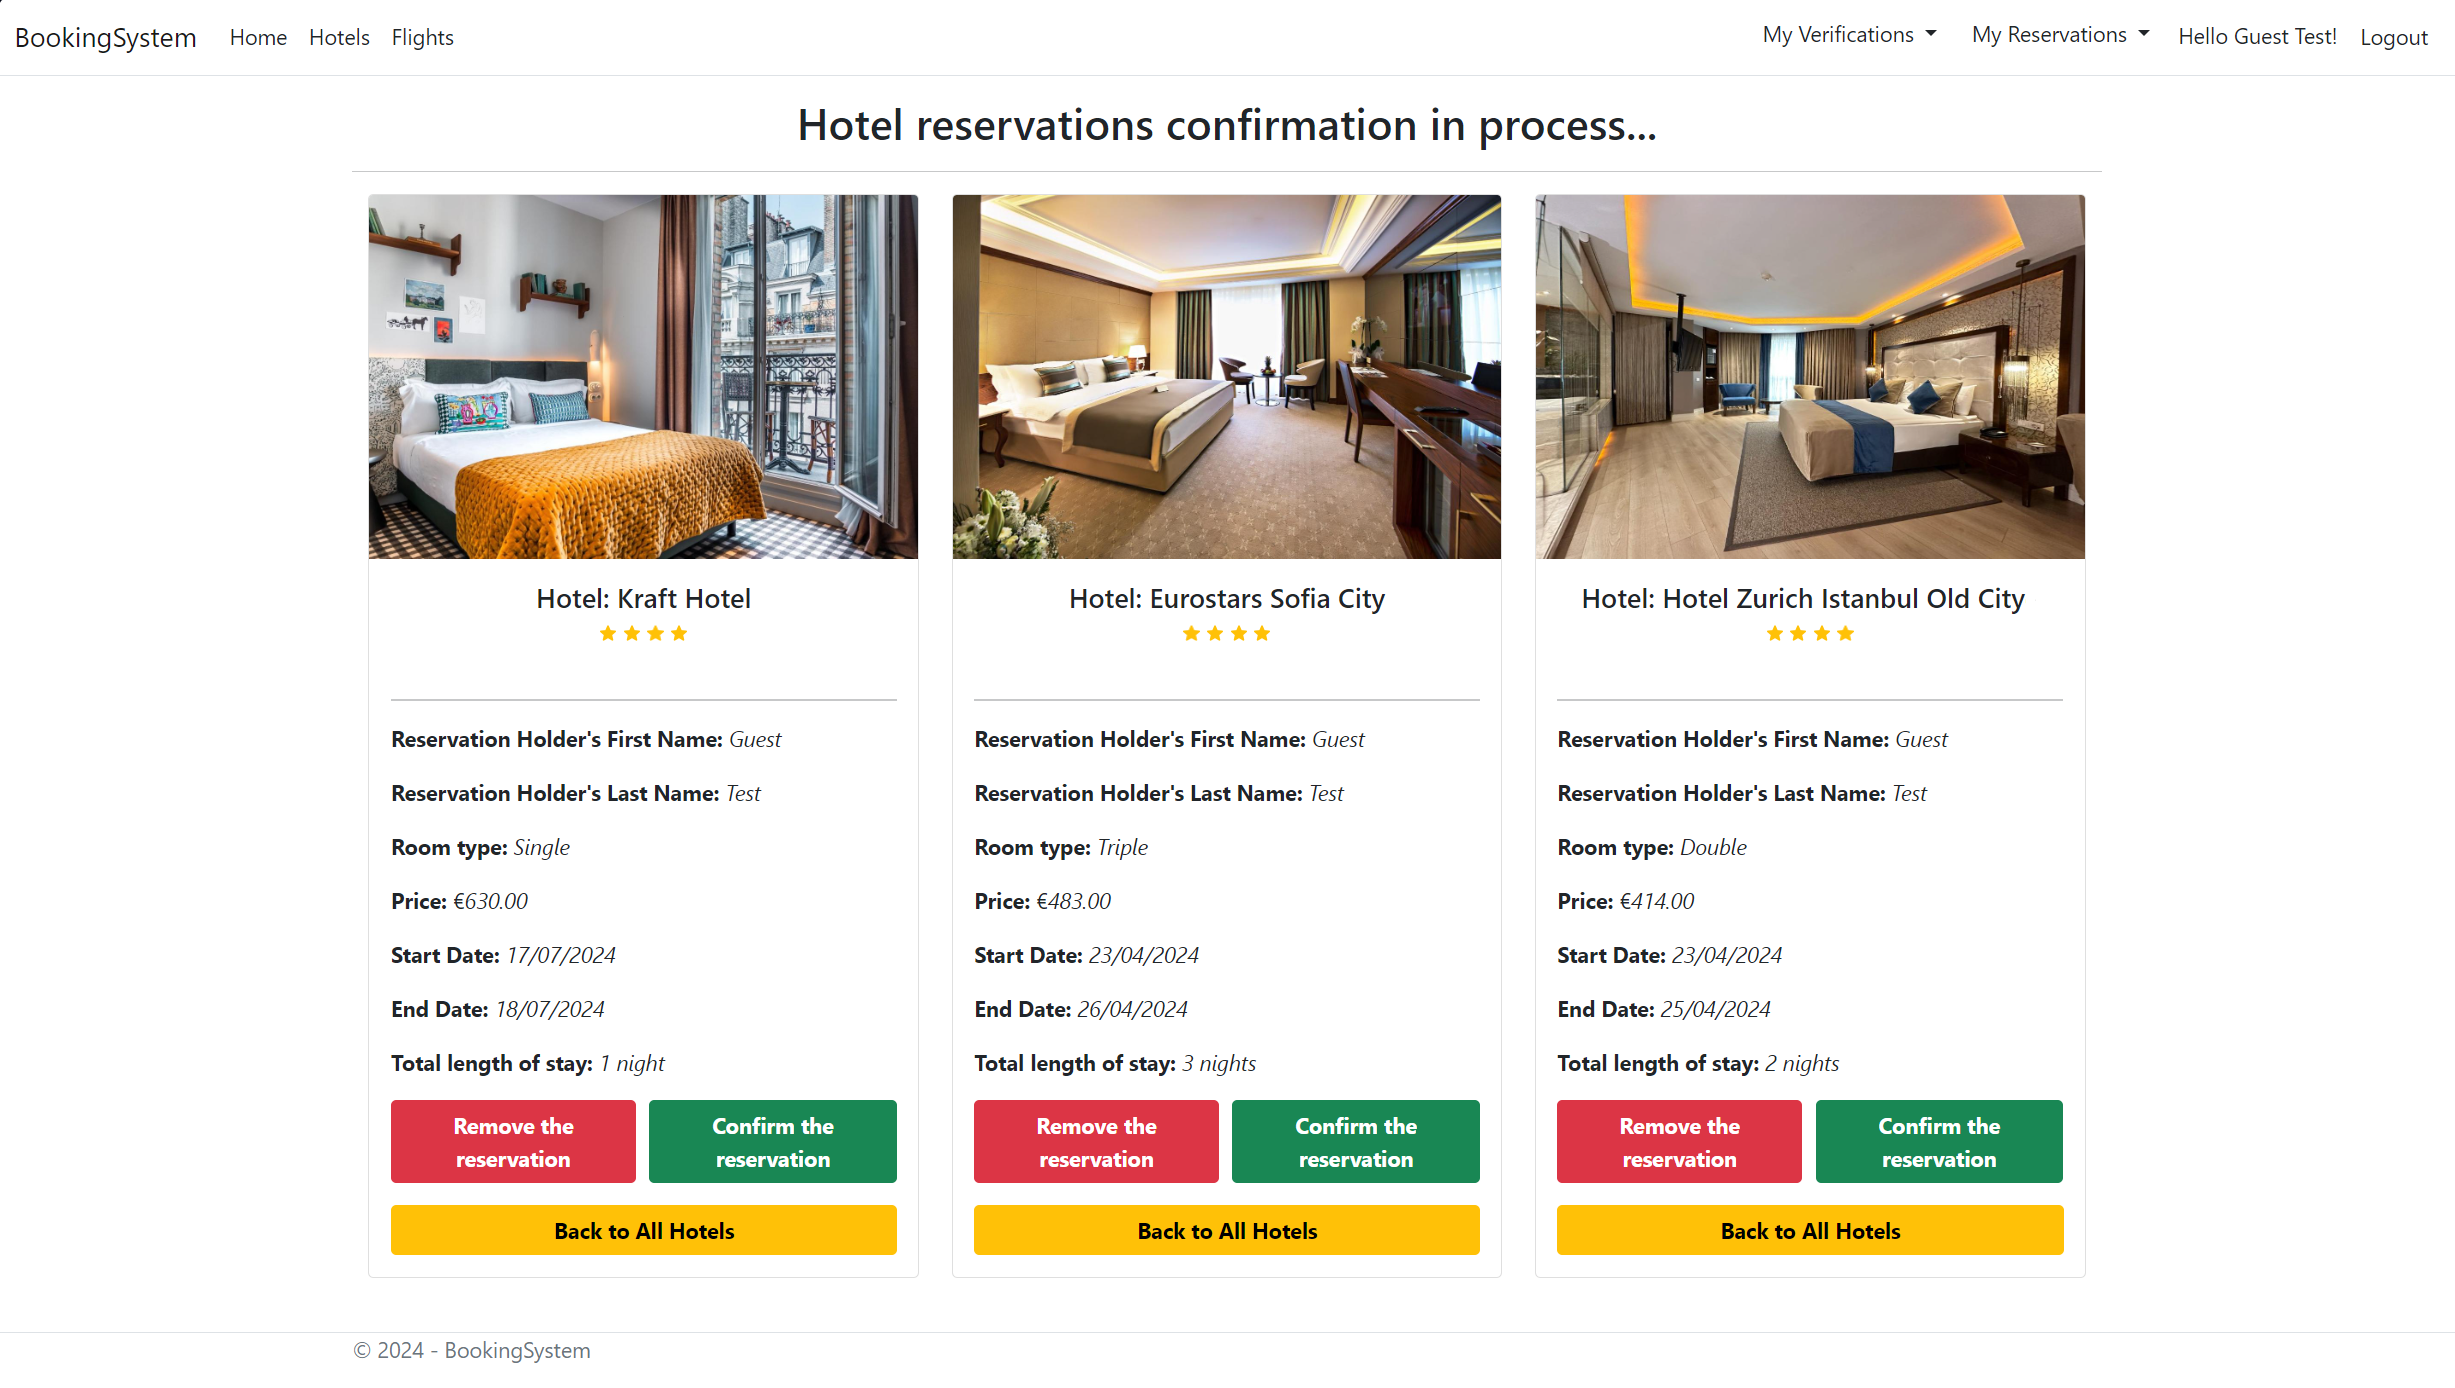 BookingSystem Home Hotels Flights My Verifications My Reservations Hello Guest Test! Logout
Hotel reservations confirmation in process...
Hotel: Kraft Hotel
Reservation Holder's First Name: Guest
Reservation Holder's Last Name: Test
Room type: Single
Price: €630.00
Start Date: 17/07/2024
End Date: 18/07/2024
Total length of stay: 1 night
Remove the
reservation
Confirm the
reservation
Back to All Hotels
Hotel: Eurostars Sofia City
Reservation Holder's First Name: Guest
Reservation Holder's Last Name: Test
Room type: Triple
Price: €483.00
Start Date: 23/04/2024
End Date: 26/04/2024
Total length of stay: 3 nights
Remove the
reservation
Confirm the
reservation
Back to All Hotels
Hotel: Hotel Zurich Istanbul Old City
Reservation Holder's First Name: Guest
Reservation Holder's Last Name: Test
Room type: Double
Price: €414.00
Start Date: 23/04/2024
End Date: 25/04/2024
Total length of stay: 2 nights
Remove the
reservation
Confirm the
reservation
Back to All Hotels
© 2024 - BookingSystem